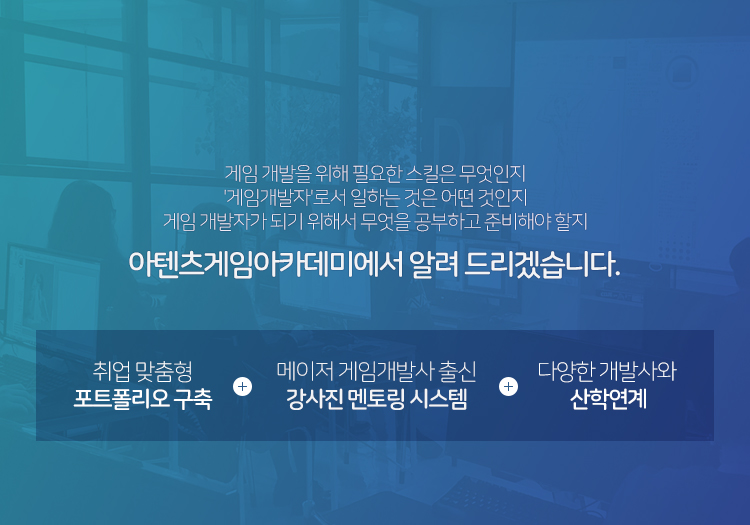 게임 개발을 위해 필요한 스킬은 무엇인지
'게임개발자'로서 일하는 것은 어떤 것인지
게임 개발자가 되기 위해서 무엇을 공부하고 준비해야 할지
아텐츠게임아카데미에서 알려 드리겠습니다.
취업 맞춤형
포트폴리오 구축
+
메이저 게임개발사 출신
강사진 멘토링 시스템
+
다양한 개발사와
산학연계